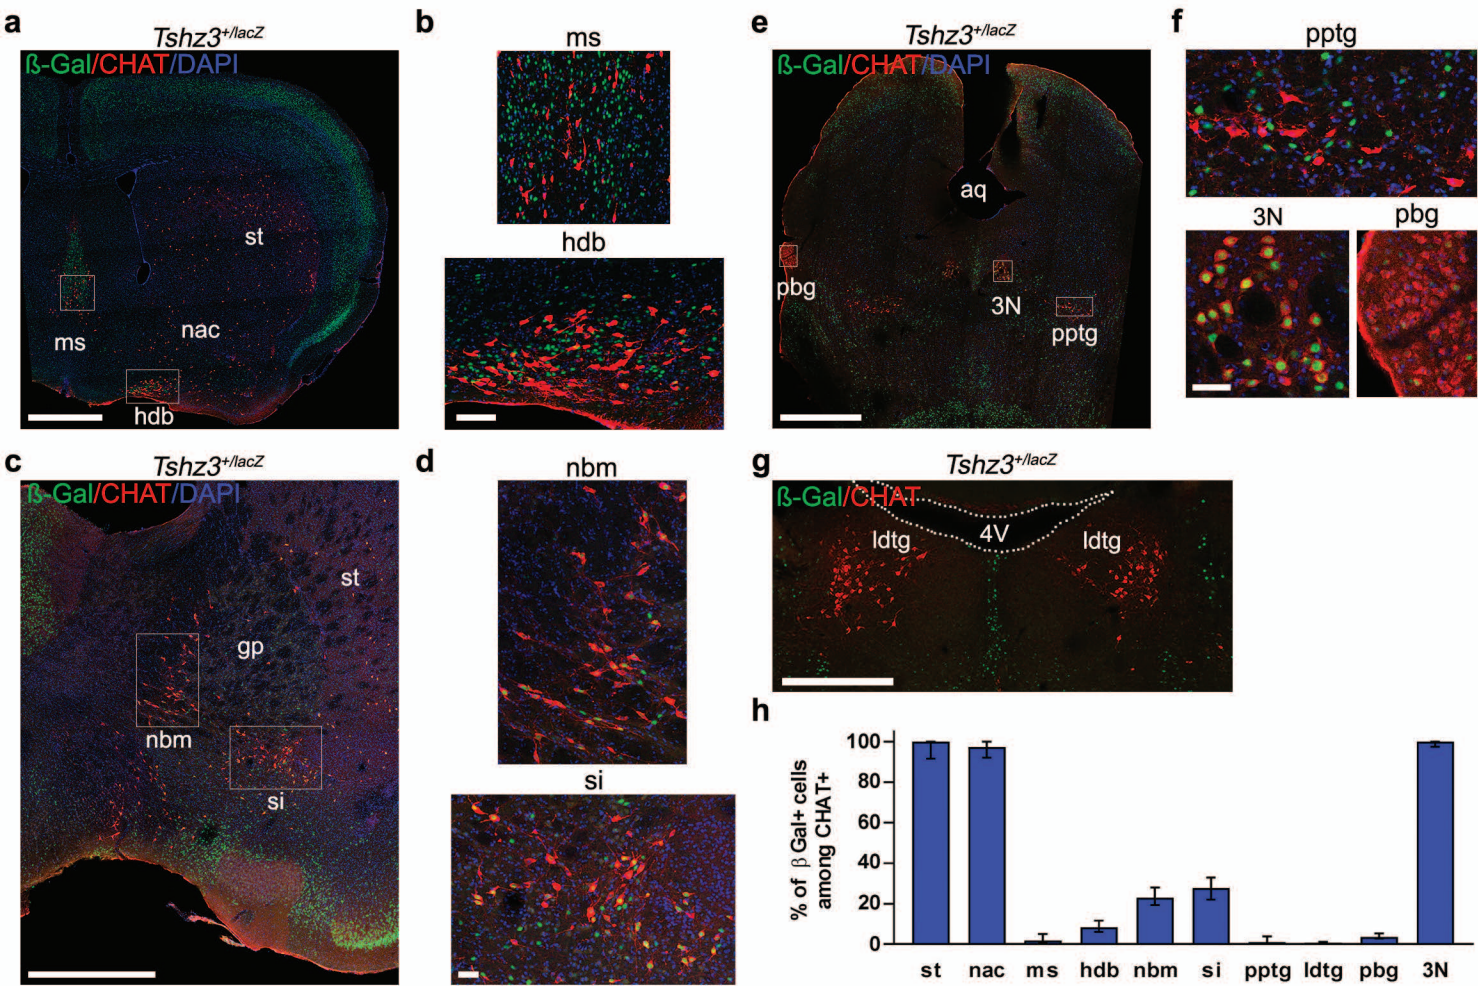 a
Tshz3+/lacZ
ß-Gal/CHAT/DAPI
st
nac
ms
hdb
b
ms
hdb
c
Tshz3+/lacZ
ß-Gal/CHAT/DAPI
st
gp
nbm
si
d
nbm
si
e
Tshz3+/lacZ
ß-Gal/CHAT/DAPI
aq
pbg
3N
pptg
f
pptg
3N
pbg
g
Tshz3+/lacZ
ß-Gal/CHAT
ldtg
4V
ldtg
h
% of β Gal+ cells
among CHAT+
100
80
60
40
20
0
st nac ms hdb nbm si pptg ldtg pbg 3N